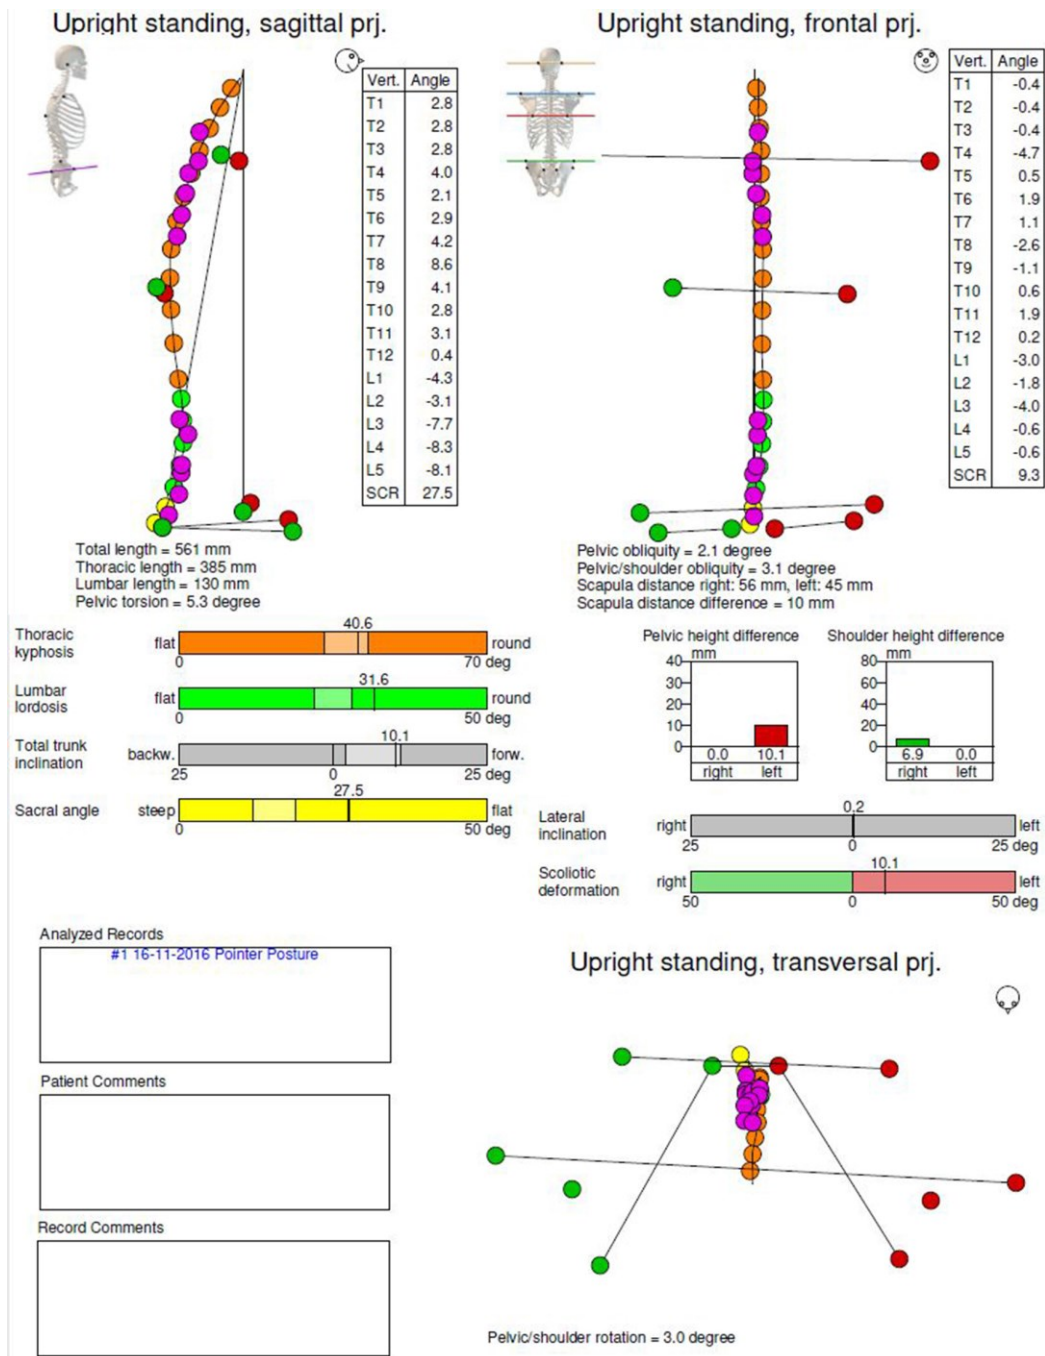 Upright standing, sagittal prj.
Vert. Angle
T1 2.8
T2 2.8
T3 2.8
T4 4.0
T5 2.1
T6 2.9
T7 4.2
T8 8.6
T9 4.1
T10 2.8
T11 3.1
T12 0.4
L1 -4.3
L2 -3.1
L3 -7.7
L4 -8.3
L5 -8.1
SCR 27.5
Total length = 561 mm
Thoracic length = 385 mm
Lumbar length = 130 mm
Pelvic torsion = 5.3 degree
Upright standing, frontal prj.
Vert. Angle
T1 -0.4
T2 -0.4
T3 -0.4
T4 -4.7
T5 0.5
T6 1.9
T7 1.1
T8 -2.6
T9 -1.1
T10 0.6
T11 1.9
T12 0.2
L1 -3.0
L2 -1.8
L3 -4.0
L4 -0.6
L5 -0.6
SCR 9.3
Pelvic obliquity = 2.1 degree
Pelvic/shoulder obliquity = 3.1 degree
Scapula distance right: 56 mm, left: 45 mm
Scapula distance difference = 10 mm
40.6
Thoracic kyphosis flat round
0 70 deg
31.6
Lumbar lordosis flat round
0 50 deg
10.1
Total trunk inclination backw. forw.
25 0 25 deg
27.5
Sacral angle steep flat
0 50 deg
Pelvic height difference
mm
40
30
20
10
0
0.0 10.1
right left
Shoulder height difference
mm
80
60
40
20
0
6.9 0.0
right left
0.2
Lateral inclination right left
25 0 25 deg
10.1
Scoliotic deformation right left
50 0 50 deg
Analyzed Records
#1 16-11-2016 Pointer Posture
Patient Comments
Record Comments
Upright standing, transversal prj.
Pelvic/shoulder rotation = 3.0 degree